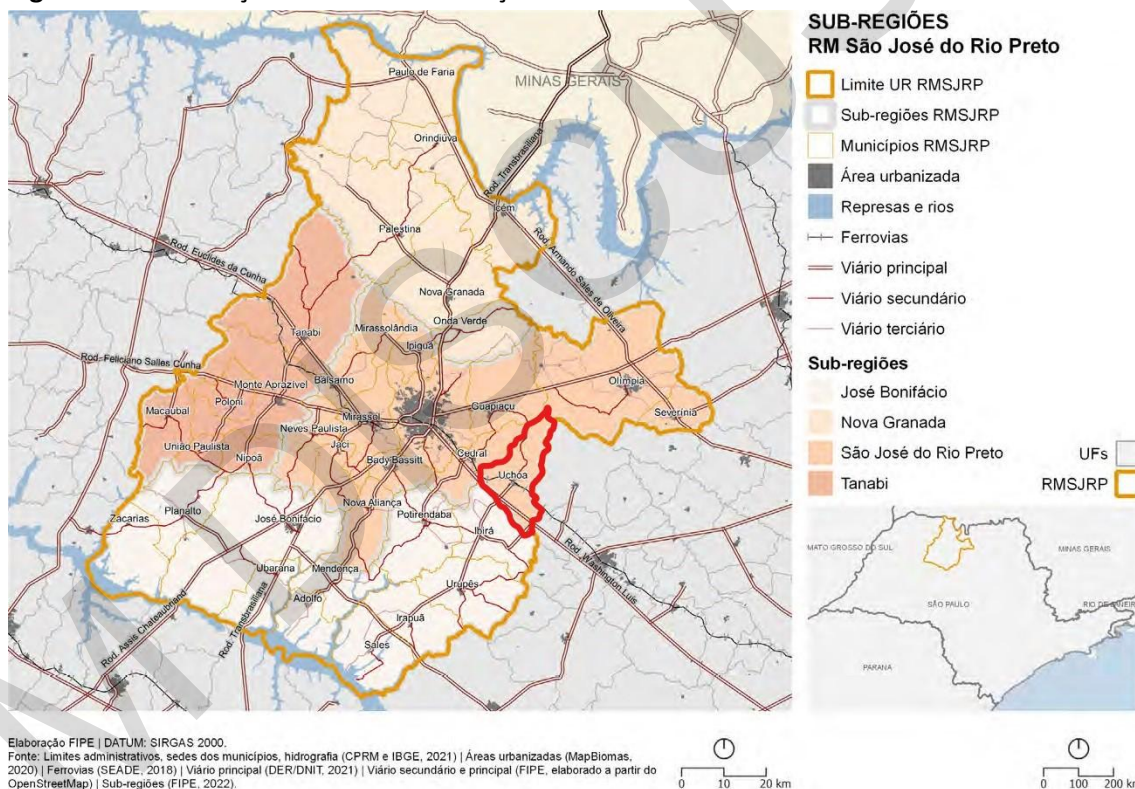 SUB-REGIÕES
RM São José do Rio Preto
Limite UR RMSJRP
Sub-regiões RMSJRP
Municípios RMSJRP
Área urbanizada
Represas e rios
Ferrovias
Viário principal
Viário secundário
Viário terciário
Sub-regiões
José Bonifácio
Nova Granada
São José do Rio Preto
Tanabi
UFs
RMSJRP
Paulo de Faria
MINAS GERAIS
Orindiúva
Rod. Transbrasiliana
Icém
Palestina
Rod. Euclides da Cunha
Rod. Armando Sales de Oliveira
Nova Granada
Onda Verde
Mirassolândia
Tanabi
Ipiguá
Rod. Feliciano Salles Cunha
Bálsamo
Monte Aprazível
Olímpia
Poloni
Macaubal
Guapiaçu
Severínia
Mirassol
Neves Paulista
União Paulista
Jaci
Cedral
Nipoã
Bady Bassitt
Uchoa
Nova Aliança
Planalto
Potirendaba
Zacarias
José Bonifácio
Ibirá
Rod. Washington Luís
Ubarana
Mendonça
Adolfo
Urupês
Irapuã
Sales
Rod. Assis Chateaubriand
Rod. Transbrasiliana
MATO GROSSO DO SUL
MINAS GERAIS
SÃO PAULO
RIO DE JANEIR
PARANA
Elaboração FIPE | DATUM: SIRGAS 2000.
Fonte: Limites administrativos, sedes dos municípios, hidrografia (CPRM e IBGE, 2021) | Áreas urbanizadas (MapBiomas,
2020) | Ferrovias (SEADE, 2018) | Viário principal (DER/DNIT, 2021) | Viário secundário e principal (FIPE, elaborado a partir do
OpenStreetMap) | Sub-regiões (FIPE, 2022).
0 10 20 km
0 100 200 km